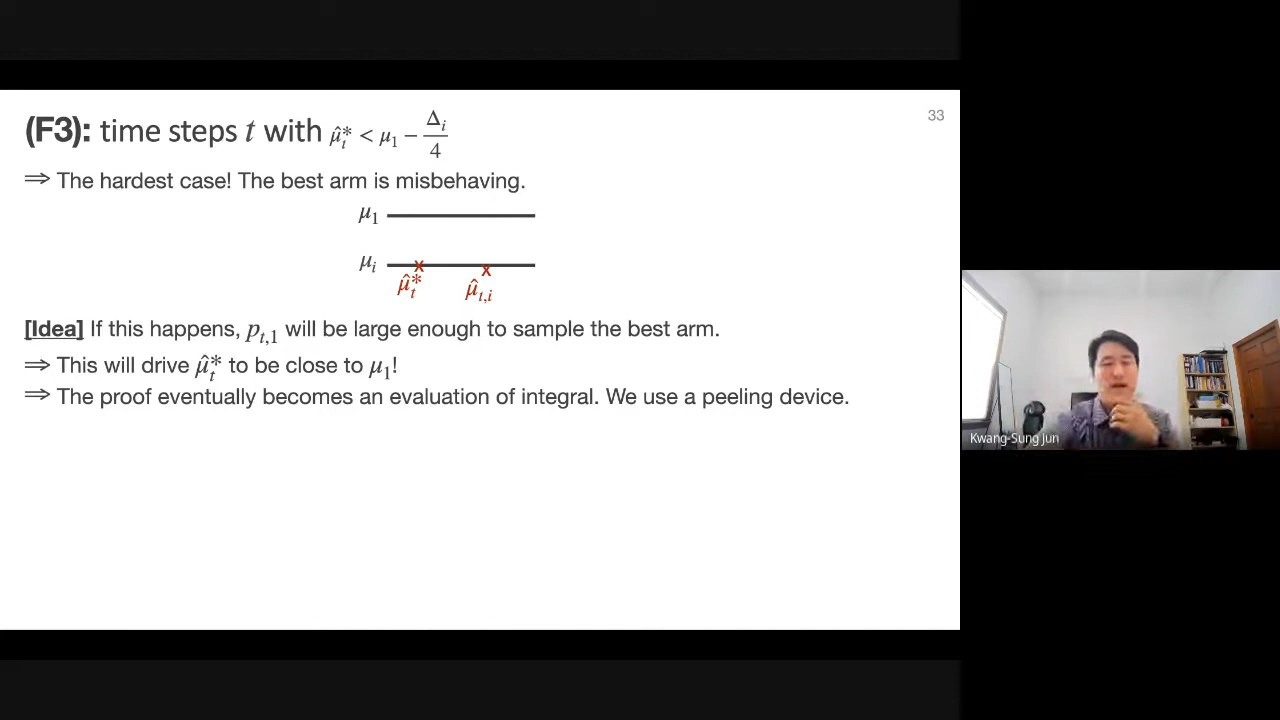 33
(F3): time steps t with μ̂*ₜ < μ₁ − Δᵢ/4
⇒ The hardest case! The best arm is misbehaving.
μ₁
μᵢ
x x
μ̂*ₜ μ̂ₜ,ᵢ
[Idea] If this happens, pₜ,₁ will be large enough to sample the best arm.
⇒ This will drive μ̂*ₜ to be close to μ₁!
⇒ The proof eventually becomes an evaluation of integral. We use a peeling device.
Kwang-Sung Jun